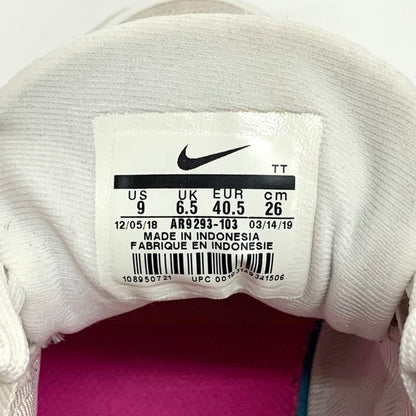 TT
US UK EUR cm
9 6.5 40.5 26
12/05/18 AR9293-103 03/14/19
MADE IN INDONESIA
FABRIQUE EN INDONESIE
108950721 UPC